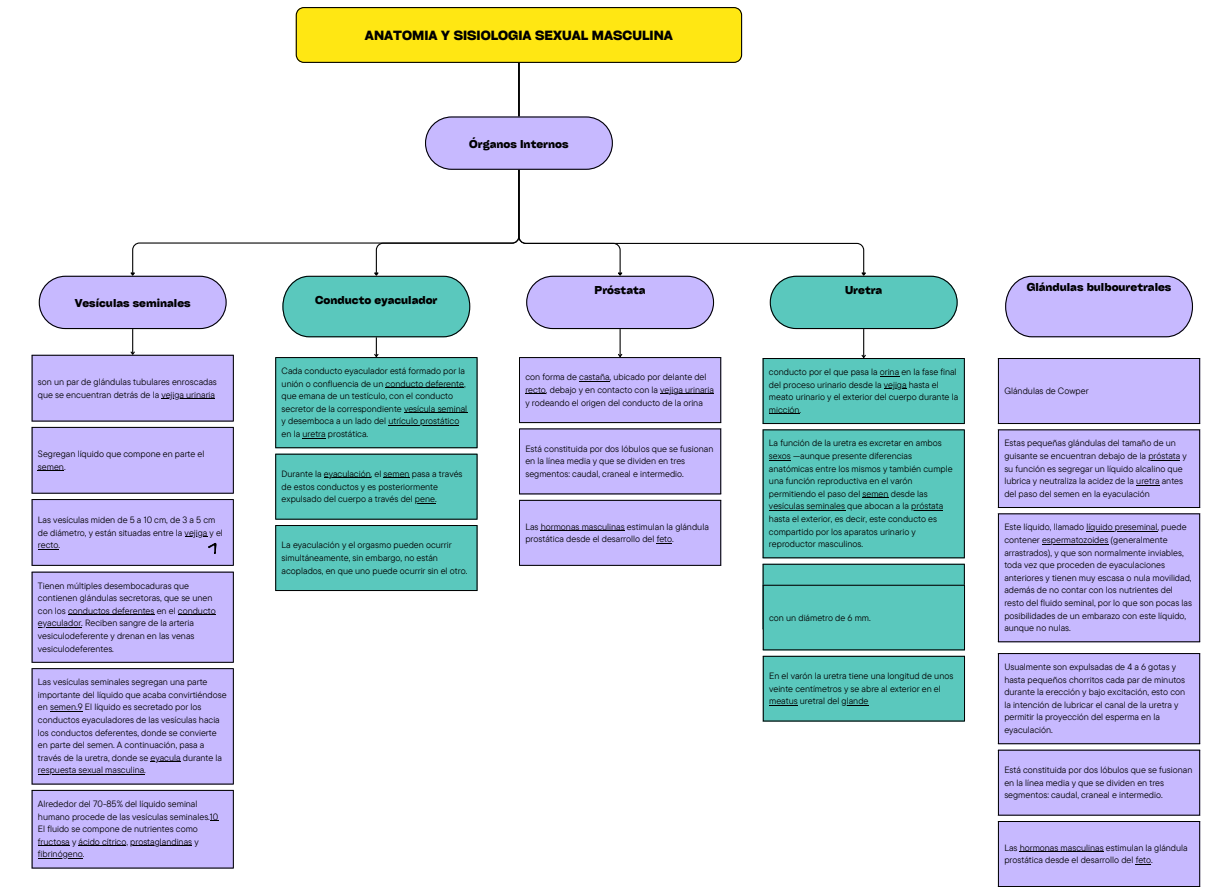 ANATOMIA Y SISIOLOGIA SEXUAL MASCULINA
Órganos Internos
Vesículas seminales
son un par de glándulas tubulares enroscadas
que se encuentran detrás de la vejiga urinaria
Segregan líquido que compone en parte el
semen.
Las vesículas miden de 5 a 10 cm, de 3 a 5 cm
de diámetro, y están situadas entre la vejiga y el
recto.
1
Tienen múltiples desembocaduras que
contienen glándulas secretoras, que se unen
con los conductos deferentes en el conducto
eyaculador. Reciben sangre de la arteria
vesiculodeferente y drenan en las venas
vesiculodeferentes.
Las vesículas seminales segregan una parte
importante del líquido que acaba convirtiéndose
en semen.9 El líquido es secretado por los
conductos eyaculadores de las vesículas hacia
los conductos deferentes, donde se convierte
en parte del semen. A continuación, pasa a
través de la uretra, donde se eyacula durante la
respuesta sexual masculina.
Alrededor del 70-85% del líquido seminal
humano procede de las vesículas seminales.10
El fluido se compone de nutrientes como
fructosa y ácido cítrico, prostaglandinas y
fibrinógeno.
Conducto eyaculador
Cada conducto eyaculador está formado por la
unión o confluencia de un conducto deferente,
que emana de un testículo, con el conducto
secretor de la correspondiente vesícula seminal
y desemboca a un lado del utrículo prostático
en la uretra prostática.
Durante la eyaculación, el semen pasa a través
de estos conductos y es posteriormente
expulsado del cuerpo a través del pene.
La eyaculación y el orgasmo pueden ocurrir
simultáneamente, sin embargo, no están
acoplados, en que uno puede ocurrir sin el otro.
Próstata
con forma de castaña, ubicado por delante del
recto, debajo y en contacto con la vejiga urinaria
y rodeando el origen del conducto de la orina
Está constituida por dos lóbulos que se fusionan
en la línea media y que se dividen en tres
segmentos: caudal, craneal e intermedio.
Las hormonas masculinas estimulan la glándula
prostática desde el desarrollo del feto.
Uretra
conducto por el que pasa la orina en la fase final
del proceso urinario desde la vejiga hasta el
meato urinario y el exterior del cuerpo durante la
micción.
La función de la uretra es excretar en ambos
sexos —aunque presente diferencias
anatómicas entre los mismos y también cumple
una función reproductiva en el varón
permitiendo el paso del semen desde las
vesículas seminales que abocan a la próstata
hasta el exterior, es decir, este conducto es
compartido por los aparatos urinario y
reproductor masculinos.
con un diámetro de 6 mm.
En el varón la uretra tiene una longitud de unos
veinte centímetros y se abre al exterior en el
meatus uretral del glande
Glándulas bulbouretrales
Glándulas de Cowper
Estas pequeñas glándulas del tamaño de un
guisante se encuentran debajo de la próstata y
su función es segregar un líquido alcalino que
lubrica y neutraliza la acidez de la uretra antes
del paso del semen en la eyaculación
Este líquido, llamado líquido preseminal, puede
contener espermatozoides (generalmente
arrastrados), y que son normalmente inviables,
toda vez que proceden de eyaculaciones
anteriores y tienen muy escasa o nula movilidad,
además de no contar con los nutrientes del
resto del fluido seminal, por lo que son pocas las
posibilidades de un embarazo con este líquido,
aunque no nulas.
Usualmente son expulsadas de 4 a 6 gotas y
hasta pequeños chorritos cada par de minutos
durante la erección y bajo excitación, esto con
la intención de lubricar el canal de la uretra y
permitir la proyección del esperma en la
eyaculación.
Está constituida por dos lóbulos que se fusionan
en la línea media y que se dividen en tres
segmentos: caudal, craneal e intermedio.
Las hormonas masculinas estimulan la glándula
prostática desde el desarrollo del feto.